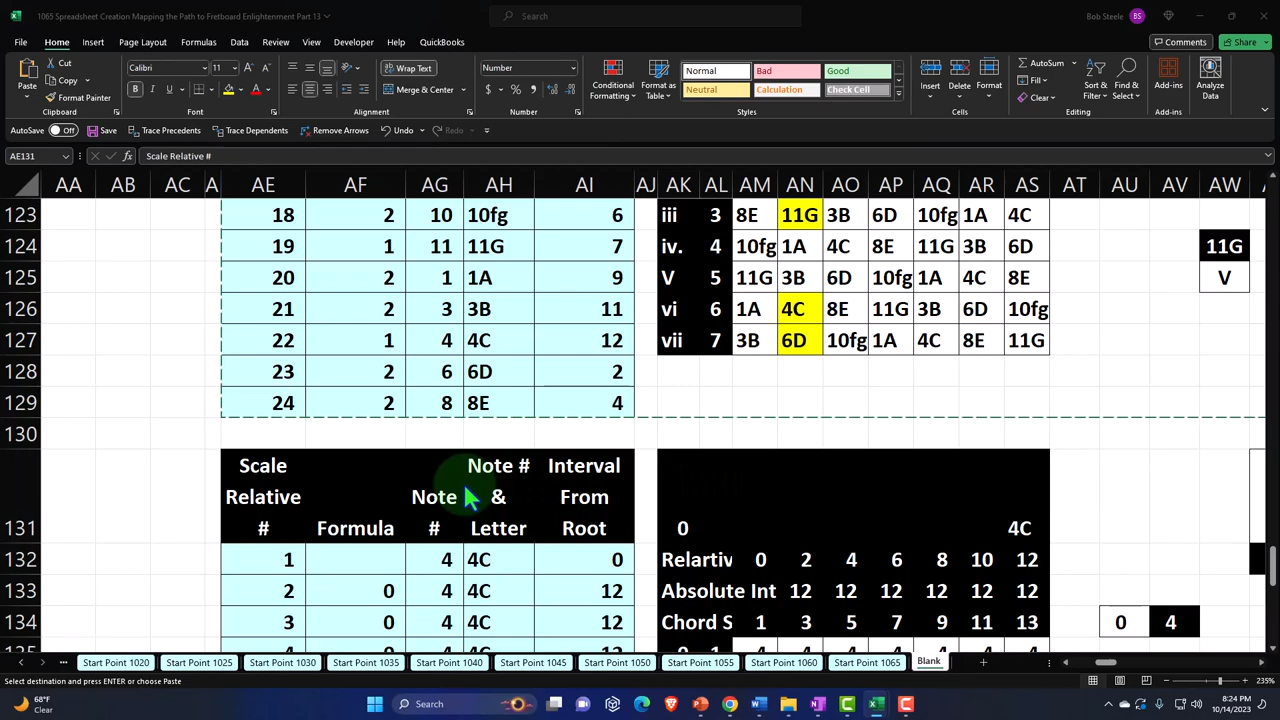 1065 Spreadsheet Creation Mapping the Path to Fretboard Enlightenment Part 13
Search
Bob Steele BS
File Home Insert Page Layout Formulas Data Review View Developer Help QuickBooks
Comments Share
Paste Cut Copy Format Painter
Calibri 11
Wrap Text
Merge & Center
Number
Conditional Formatting
Format as Table
Normal Bad Good
Neutral Calculation Check Cell
Insert Delete Format
AutoSum Fill Clear
Sort & Filter
Find & Select
Add-ins
Analyze Data
Clipboard Font Alignment Number Styles Cells Editing Add-ins
AutoSave Off Save Trace Precedents Trace Dependents Remove Arrows Undo Redo
AE131 fx Scale Relative #
AA AB AC A AE AF AG AH AI AJ AK AL AM AN AO AP AQ AR AS AT AU AV AW
123 18 2 10 10fg 6 iii 3 8E 11G 3B 6D 10fg 1A 4C
124 19 1 11 11G 7 iv. 4 10fg 1A 4C 8E 11G 3B 6D 11G
125 20 2 1 1A 9 V 5 11G 3B 6D 10fg 1A 4C 8E V
126 21 2 3 3B 11 vi 6 1A 4C 8E 11G 3B 6D 10fg
127 22 1 4 4C 12 vii 7 3B 6D 10fg 1A 4C 8E 11G
128 23 2 6 6D 2
129 24 2 8 8E 4
130
Scale Note # Interval
Relative Note & From
131 # Formula # Letter Root 0 4C
132 1 4 4C 0 Relartiv 0 2 4 6 8 10 12
133 2 0 4 4C 12 Absolute Int 12 12 12 12 12 12
134 3 0 4 4C 12 Chord S 1 3 5 7 9 11 13 0 4
Start Point 1020 Start Point 1025 Start Point 1030 Start Point 1035 Start Point 1040 Start Point 1045 Start Point 1050 Start Point 1055 Start Point 1060 Start Point 1065 Blank
Select destination and press ENTER or choose Paste
235%
68°F
Clear
Search
8:24 PM
10/14/2023